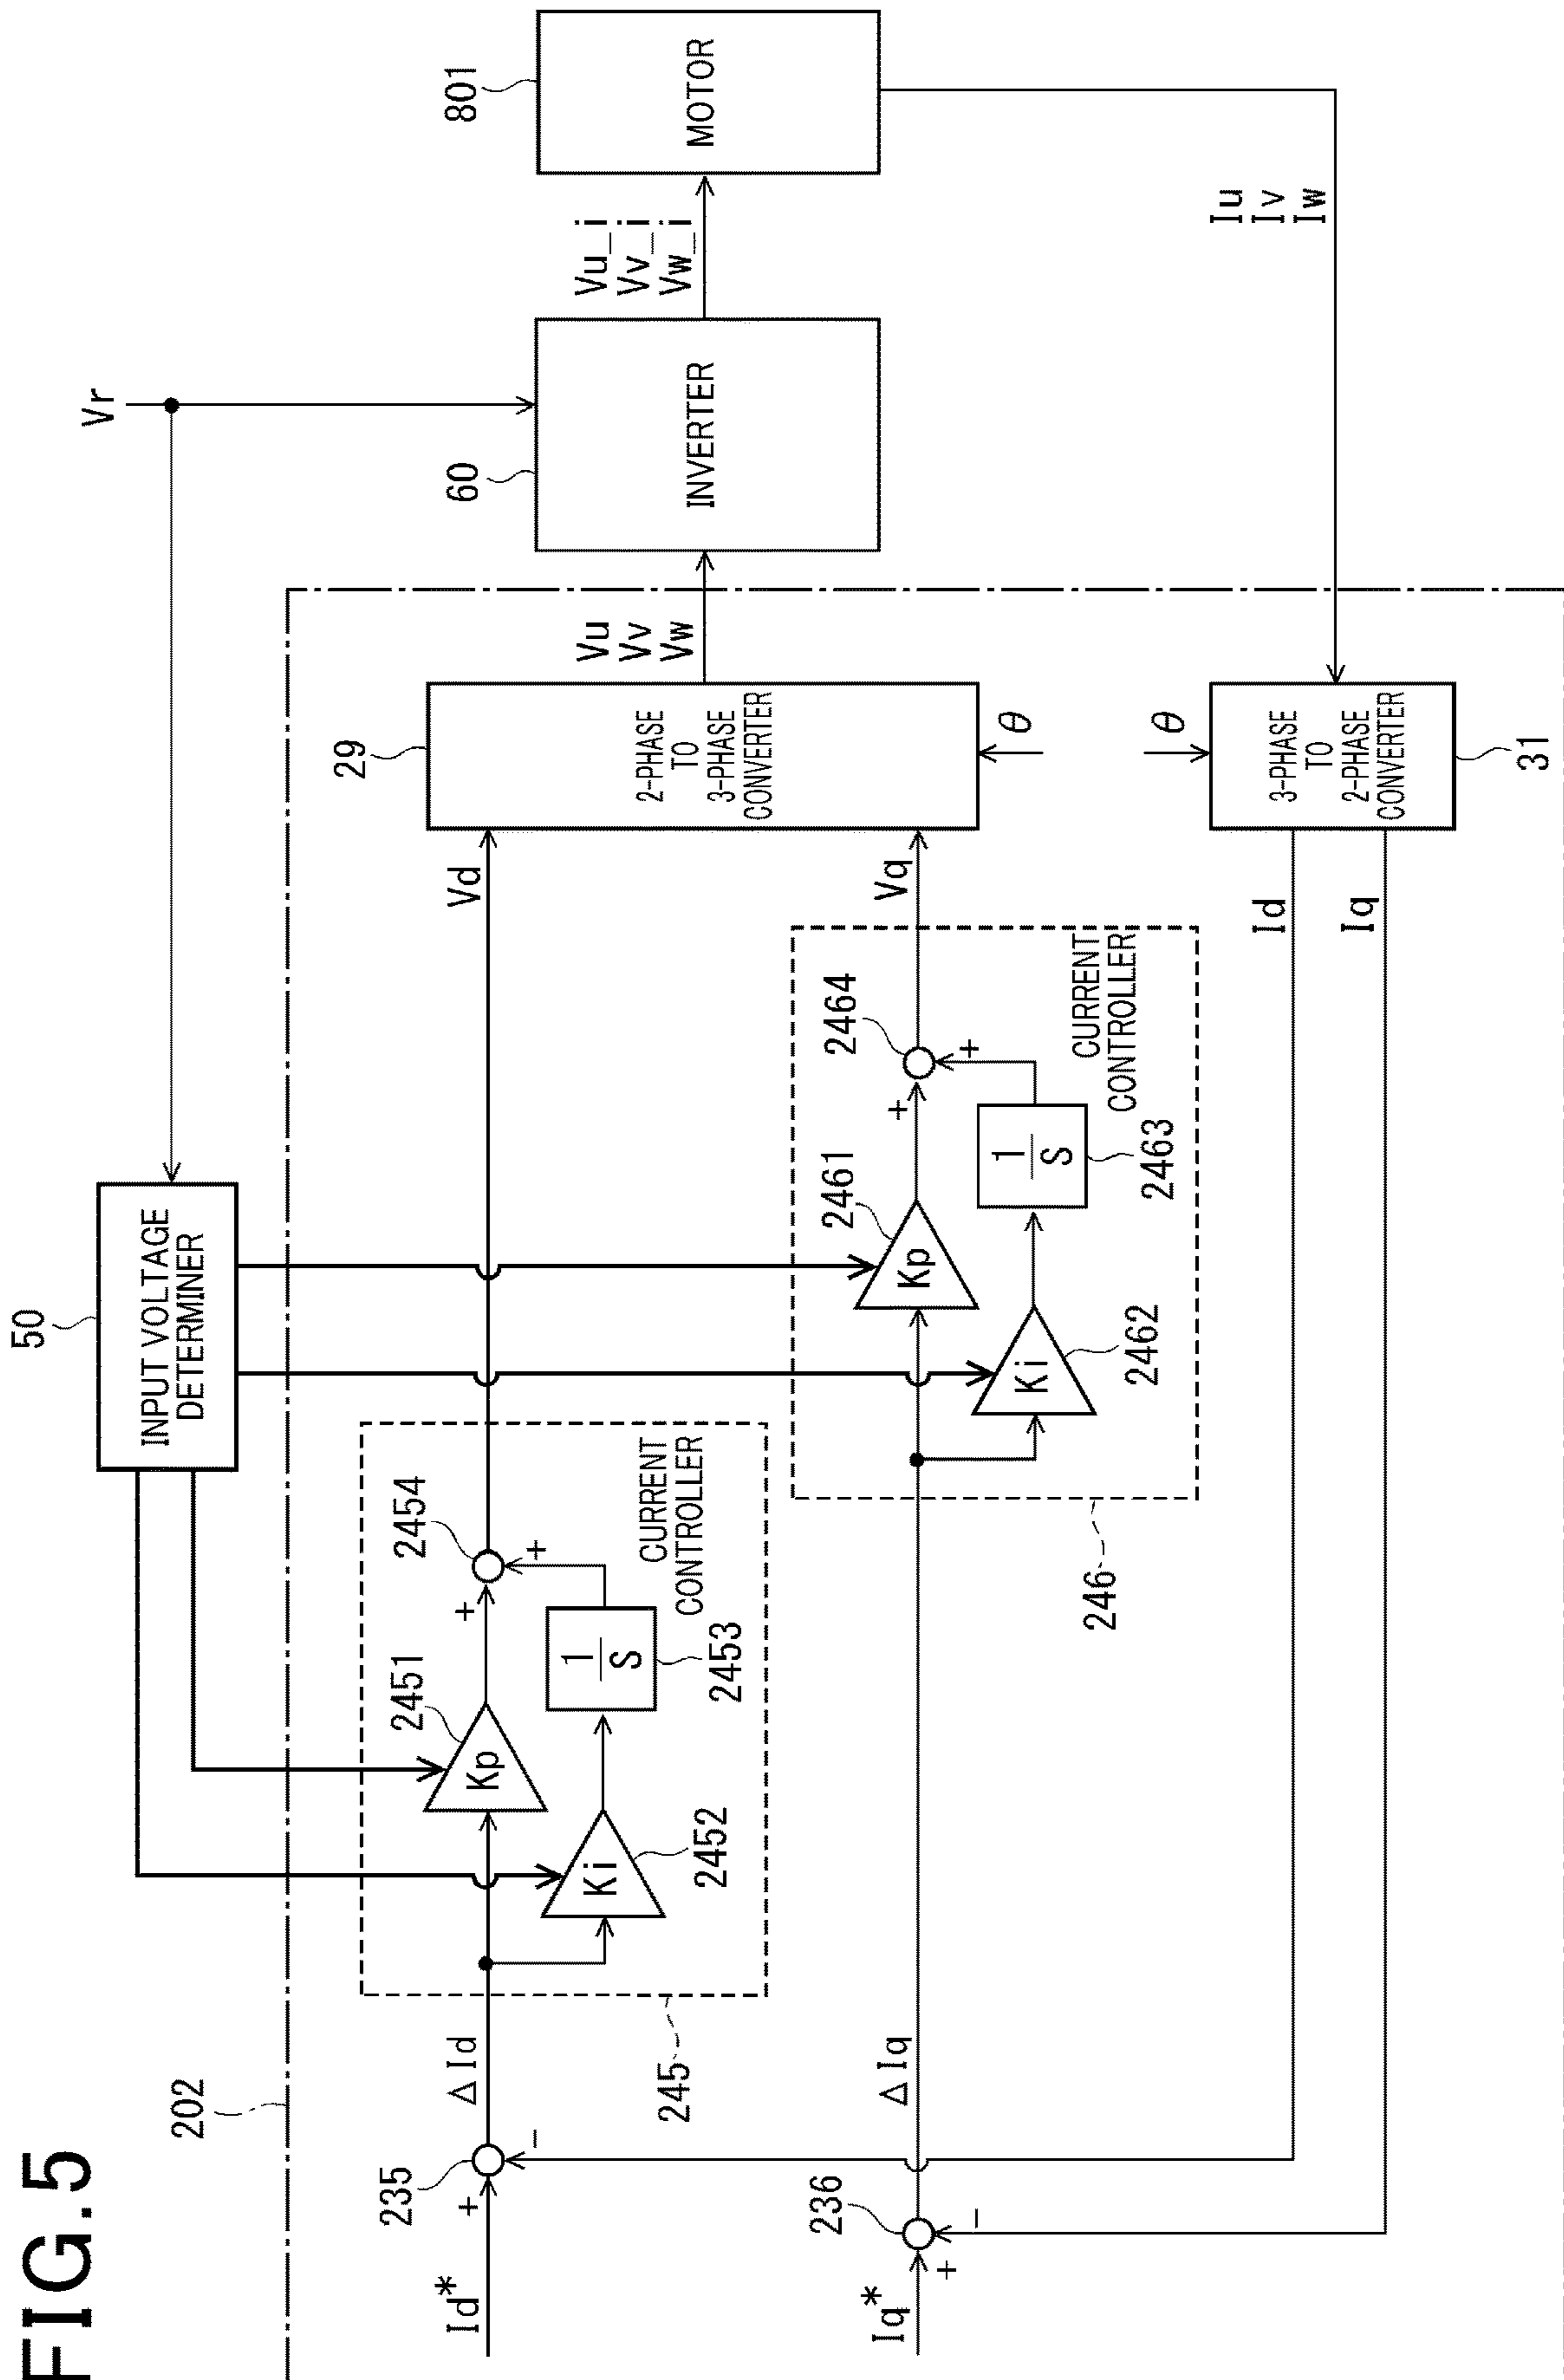 FIG.5
202
50
INPUT VOLTAGE
DETERMINER
Vr
Id*
+
−
235
ΔId
245
2451
Kp
2452
Ki
2453
1
S
2454
+
+
CURRENT
CONTROLLER
Vd
Iq*
+
−
236
ΔIq
246
2461
Kp
2462
Ki
2463
1
S
2464
+
+
CURRENT
CONTROLLER
Vq
29
2-PHASE
TO
3-PHASE
CONVERTER
θ
Vu
Vv
Vw
60
INVERTER
Vu_i
Vv_i
Vw_i
801
MOTOR
Iu
Iv
Iw
θ
3-PHASE
TO
2-PHASE
CONVERTER
31
Id
Iq